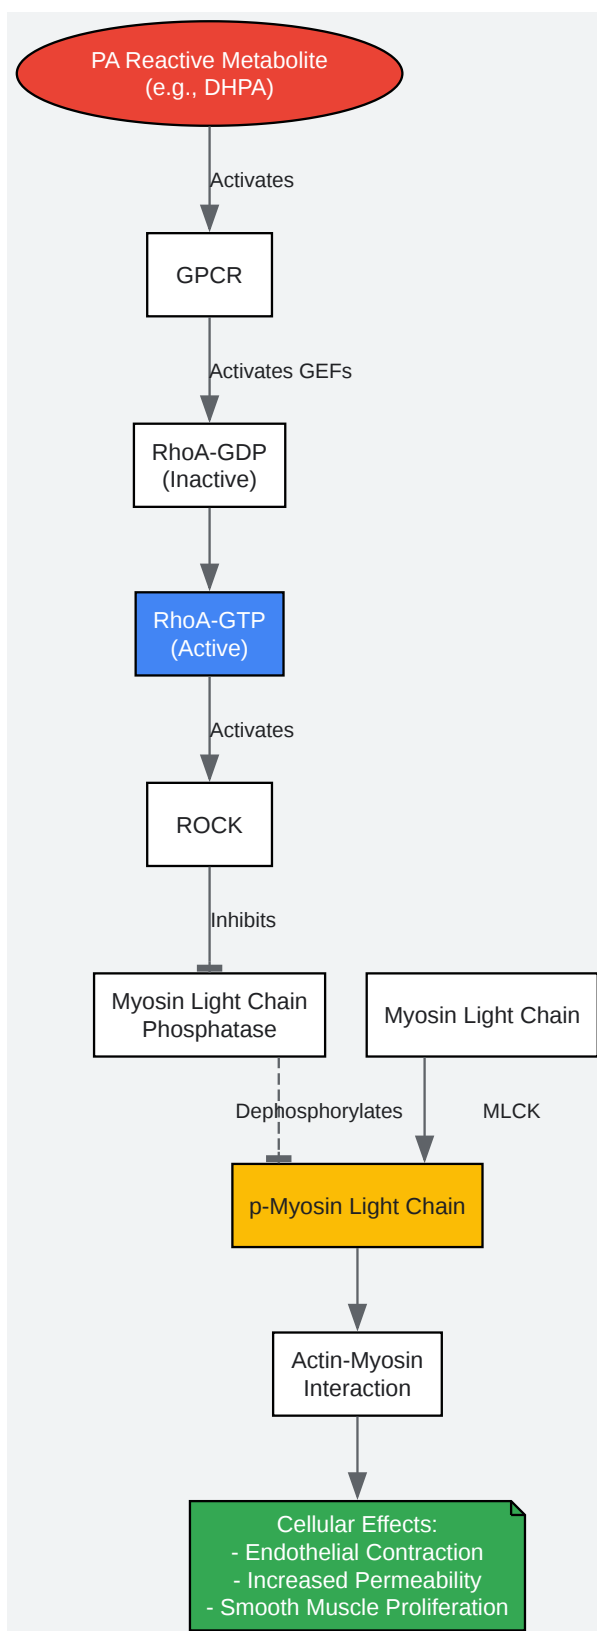 PA Reactive Metabolite
(e.g., DHPA)
Activates
GPCR
Activates GEFs
RhoA-GDP
(Inactive)
RhoA-GTP
(Active)
Activates
ROCK
Inhibits
Myosin Light Chain
Phosphatase
Myosin Light Chain
Dephosphorylates
MLCK
p-Myosin Light Chain
Actin-Myosin
Interaction
Cellular Effects:
- Endothelial Contraction
- Increased Permeability
- Smooth Muscle Proliferation